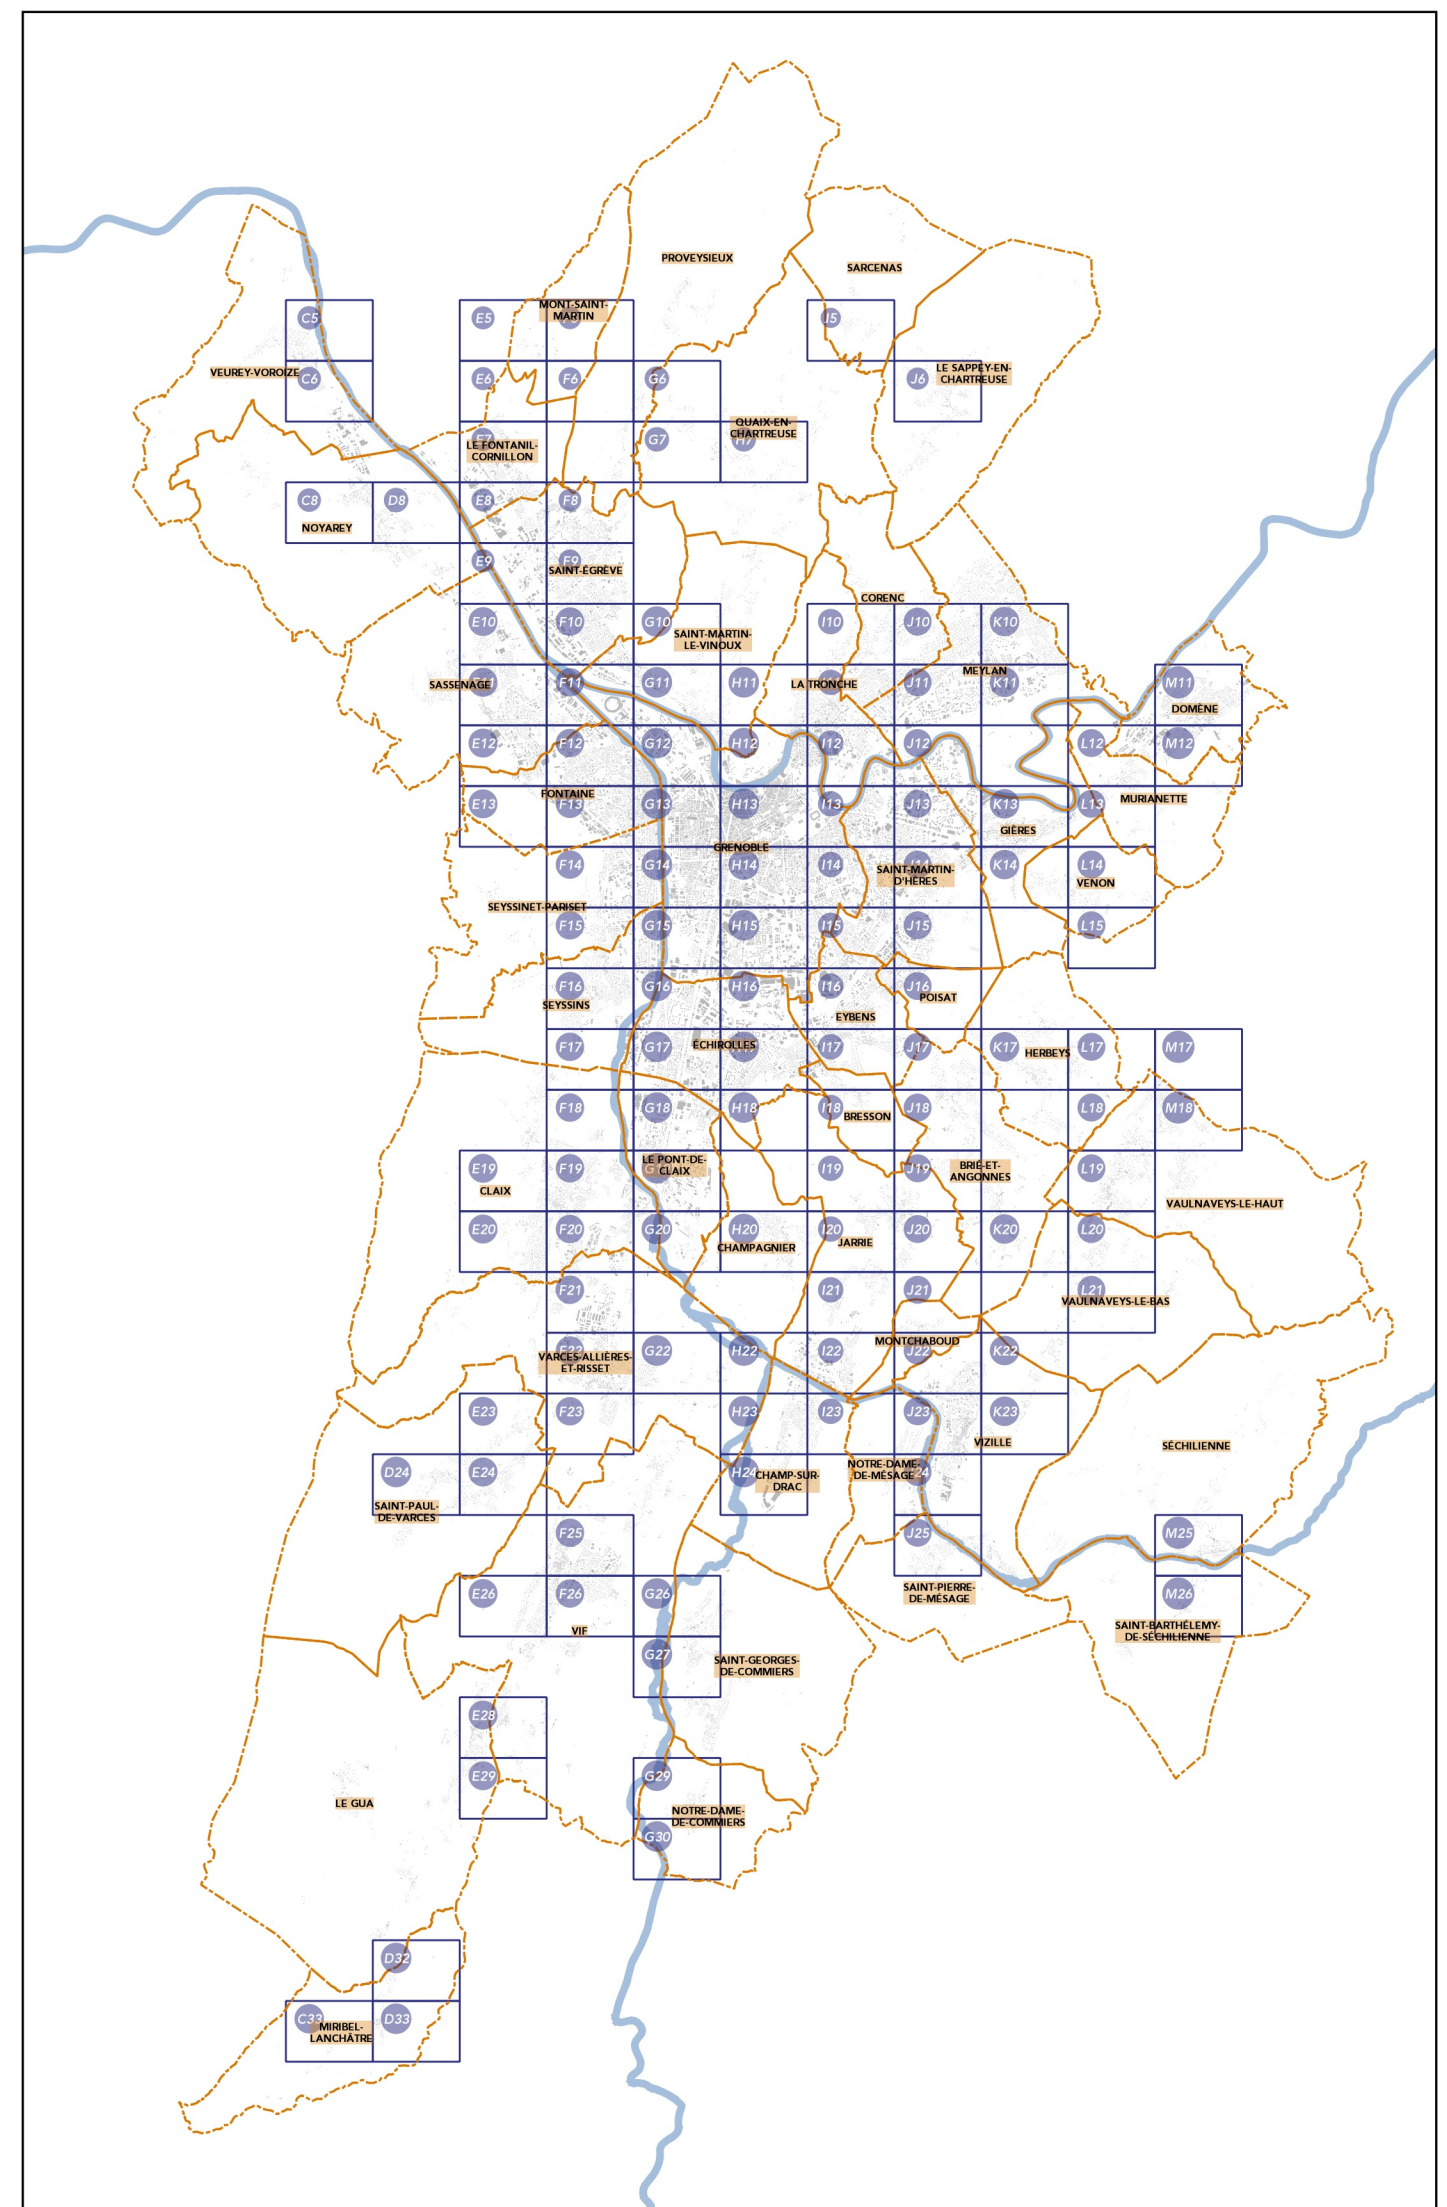 PROVEYSIEUX
SARCENAS
C5
E5
MONT-SAINT-
MARTIN
I5
VEUREY-VOROIZE
C6
E6
F6
G6
J6
LE SAPPEY-EN-
CHARTREUSE
LE FONTANIL-
CORNILLON
G7
QUAIX-EN-
CHARTREUSE
H7
C8
D8
E8
F8
NOYAREY
E9
F9
SAINT-ÉGRÈVE
CORENC
E10
F10
G10
SAINT-MARTIN-
LE-VINOUX
I10
J10
K10
SASSENAGE
F11
G11
H11
LA TRONCHE
J11
MEYLAN
K11
M11
DOMÈNE
E12
F12
G12
H12
I12
J12
L12
M12
FONTAINE
E13
F13
G13
H13
I13
J13
K13
L13
MURIANETTE
GIÈRES
GRENOBLE
F14
G14
H14
I14
J14
SAINT-MARTIN-
D'HÈRES
K14
L14
VENON
SEYSSINET-PARISET
F15
G15
H15
I15
J15
L15
F16
SEYSSINS
G16
H16
I16
J16
POISAT
EYBENS
F17
G17
ÉCHIROLLES
I17
J17
K17
HERBEYS
L17
M17
F18
G18
H18
I18
BRESSON
J18
L18
M18
E19
CLAIX
F19
LE PONT-DE-
CLAIX
I19
J19
BRIÉ-ET-
ANGONNES
L19
VAULNAVEYS-LE-HAUT
E20
F20
G20
H20
CHAMPAGNIER
I20
JARRIE
J20
K20
L20
F21
I21
J21
L21
VAULNAVEYS-LE-BAS
F22
VARCES-ALLIÈRES-
ET-RISSET
G22
H22
I22
MONTCHABOUD
J22
K22
E23
F23
H23
I23
J23
K23
VIZILLE
SÉCHILIENNE
D24
E24
H24
CHAMP-SUR-
DRAC
NOTRE-DAME-
DE-MÉSAGE
SAINT-PAUL-
DE-VARCES
F25
J25
M25
E26
F26
G26
SAINT-PIERRE-
DE-MÉSAGE
M26
VIF
SAINT-BARTHÉLEMY-
DE-SÉCHILIENNE
G27
SAINT-GEORGES-
DE-COMMIERS
E28
E29
G29
LE GUA
NOTRE-DAME-
DE-COMMIERS
G30
D32
C33
MIRIBEL-
LANCHÂTRE
D33